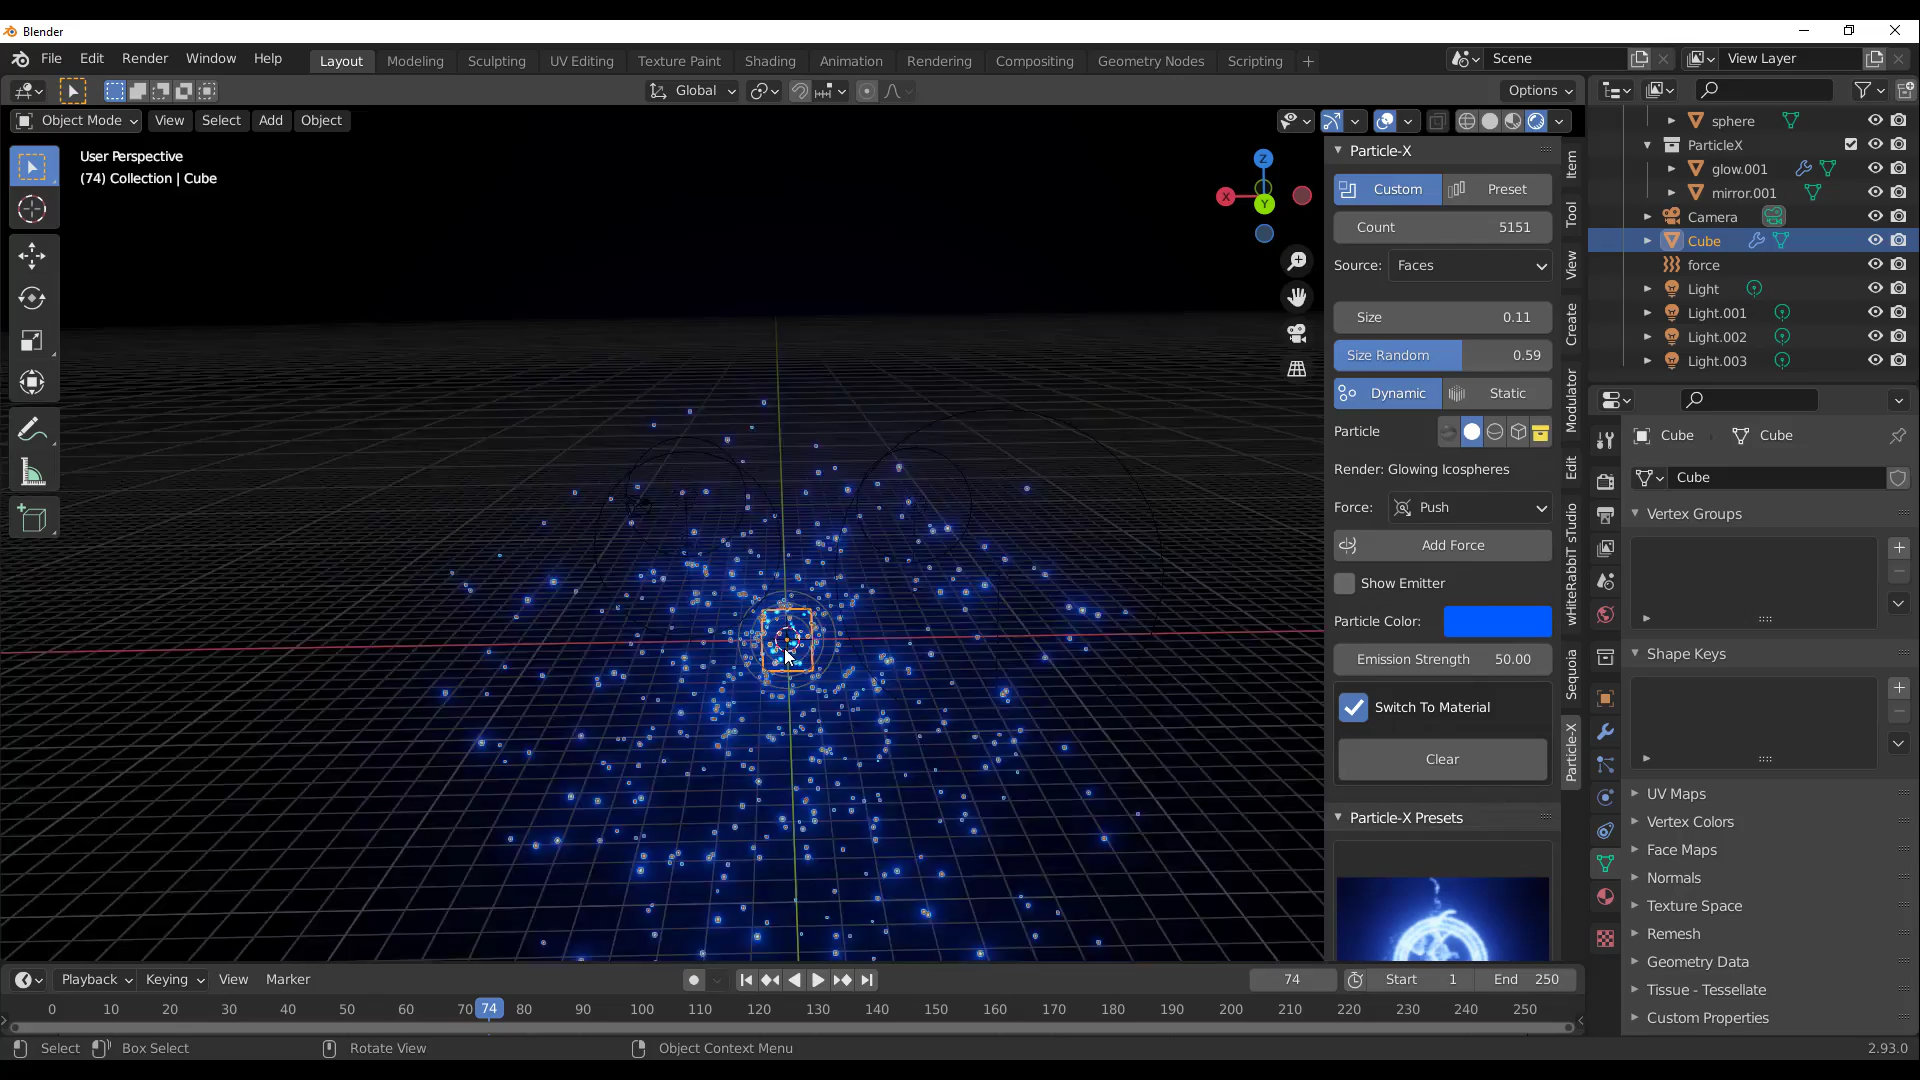 Blender
File Edit Render Window Help Layout Modeling Sculpting UV Editing Texture Paint Shading Animation Rendering Compositing Geometry Nodes Scripting + Scene View Layer
Global Options
Object Mode View Select Add Object
User Perspective
(74) Collection | Cube
Z
X
Y
Particle-X
Custom Preset
Count 5151
Source: Faces
Size 0.11
Size Random 0.59
Dynamic Static
Particle
Render: Glowing Icospheres
Force: Push
Add Force
Show Emitter
Particle Color:
Emission Strength 50.00
Switch To Material
Clear
Particle-X Presets
Item
Tool
View
Create
Modulator
Edit
wHiteRabbiT sTudio
Sequoia
Particle-X
sphere
ParticleX
glow.001
mirror.001
Camera
Cube
force
Light
Light.001
Light.002
Light.003
Cube Cube
Cube
Vertex Groups
Shape Keys
UV Maps
Vertex Colors
Face Maps
Normals
Texture Space
Remesh
Geometry Data
Tissue - Tessellate
Custom Properties
Playback Keying View Marker 74 Start 1 End 250
0 10 20 30 40 50 60 70 74 80 90 100 110 120 130 140 150 160 170 180 190 200 210 220 230 240 250
Select Box Select Rotate View Object Context Menu 2.93.0